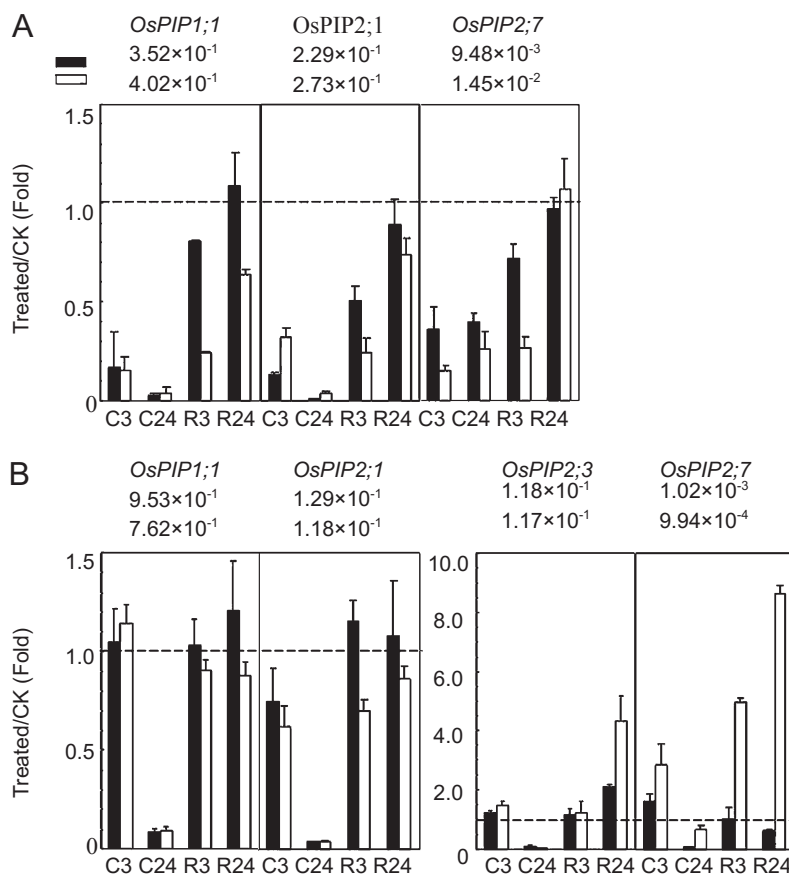 A
OsPIP1;1 OsPIP2;1 OsPIP2;7
3.52×10⁻¹ 2.29×10⁻¹ 9.48×10⁻³
4.02×10⁻¹ 2.73×10⁻¹ 1.45×10⁻²
Treated/CK (Fold)
1.5
1.0
0.5
0
C3 C24 R3 R24 C3 C24 R3 R24 C3 C24 R3 R24
B
OsPIP1;1 OsPIP2;1 OsPIP2;3 OsPIP2;7
9.53×10⁻¹ 1.29×10⁻¹ 1.18×10⁻¹ 1.02×10⁻³
7.62×10⁻¹ 1.18×10⁻¹ 1.17×10⁻¹ 9.94×10⁻⁴
Treated/CK (Fold)
1.5
1.0
0.5
0
C3 C24 R3 R24 C3 C24 R3 R24
10.0
8.0
6.0
4.0
2.0
0.0
C3 C24 R3 R24 C3 C24 R3 R24